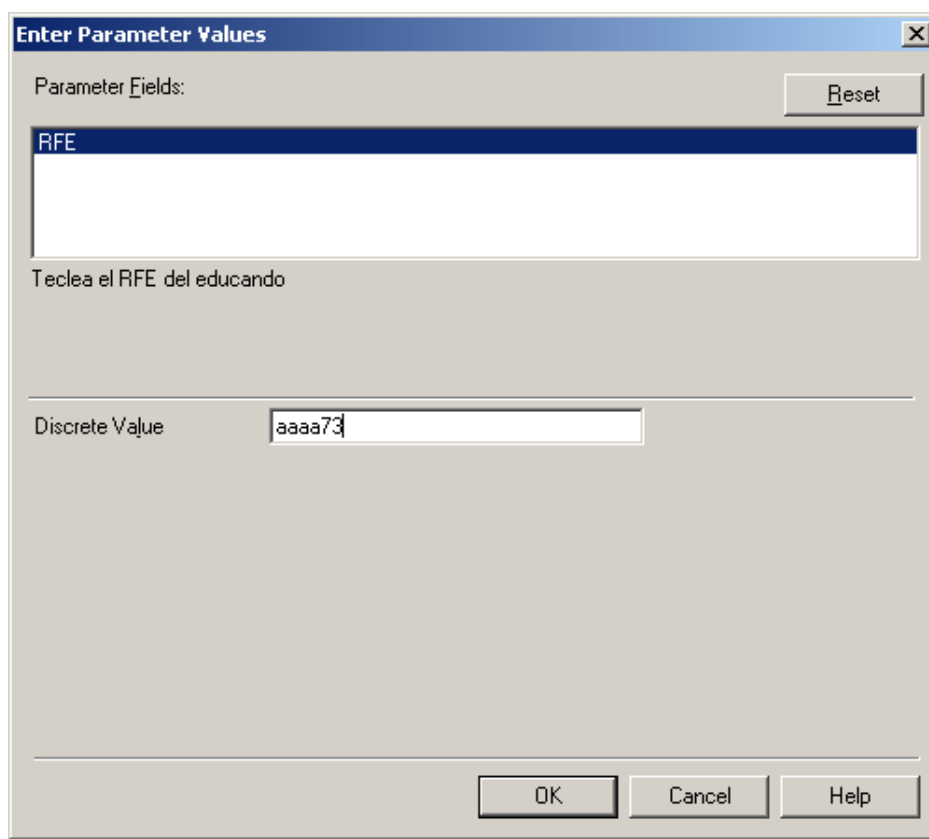 Enter Parameter Values
Parameter Fields:
Reset
RFE
Teclea el RFE del educando
Discrete Value
aaaa73
OK
Cancel
Help